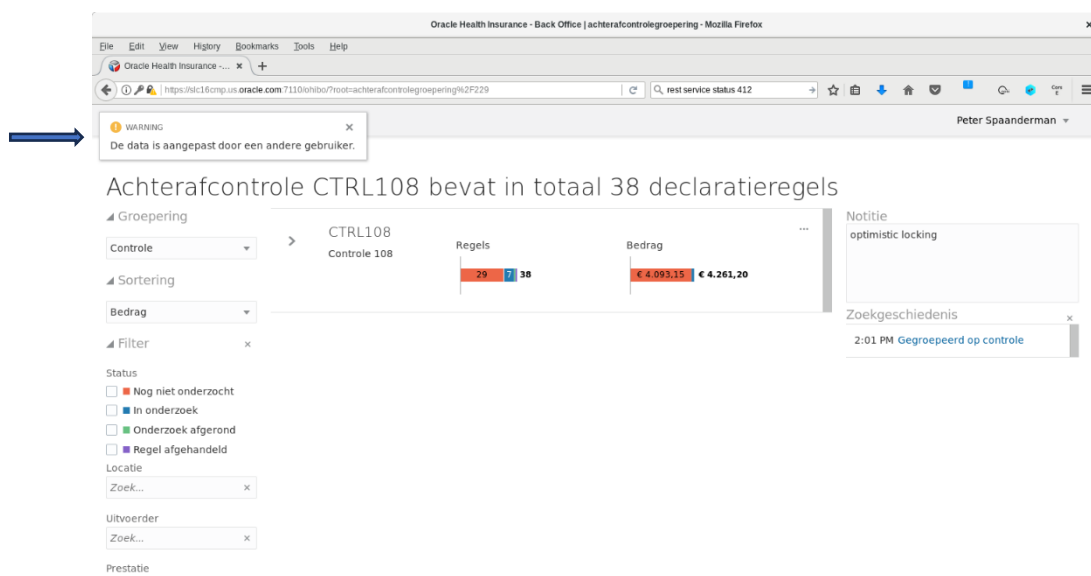 Oracle Health Insurance - Back Office | achterafcontrolegroepering - Mozilla Firefox
File Edit View History Bookmarks Tools Help
Oracle Health Insurance -...
https://slc16cmp.us.oracle.com:7110/ohibo/?root=achterafcontrolegroepering%2F229
rest service status 412
Peter Spaanderman
WARNING
De data is aangepast door een andere gebruiker.
Achterafcontrole CTRL108 bevat in totaal 38 declaratieregels
Groepering
Controle
Sortering
Bedrag
Filter
Status
Nog niet onderzocht
In onderzoek
Onderzoek afgerond
Regel afgehandeld
Locatie
Zoek...
Uitvoerder
Zoek...
Prestatie
CTRL108
Controle 108
Regels
29 7 38
Bedrag
€ 4.093,15 € 4.261,20
Notitie
optimistic locking
Zoekgeschiedenis
2:01 PM Gegroepeerd op controle